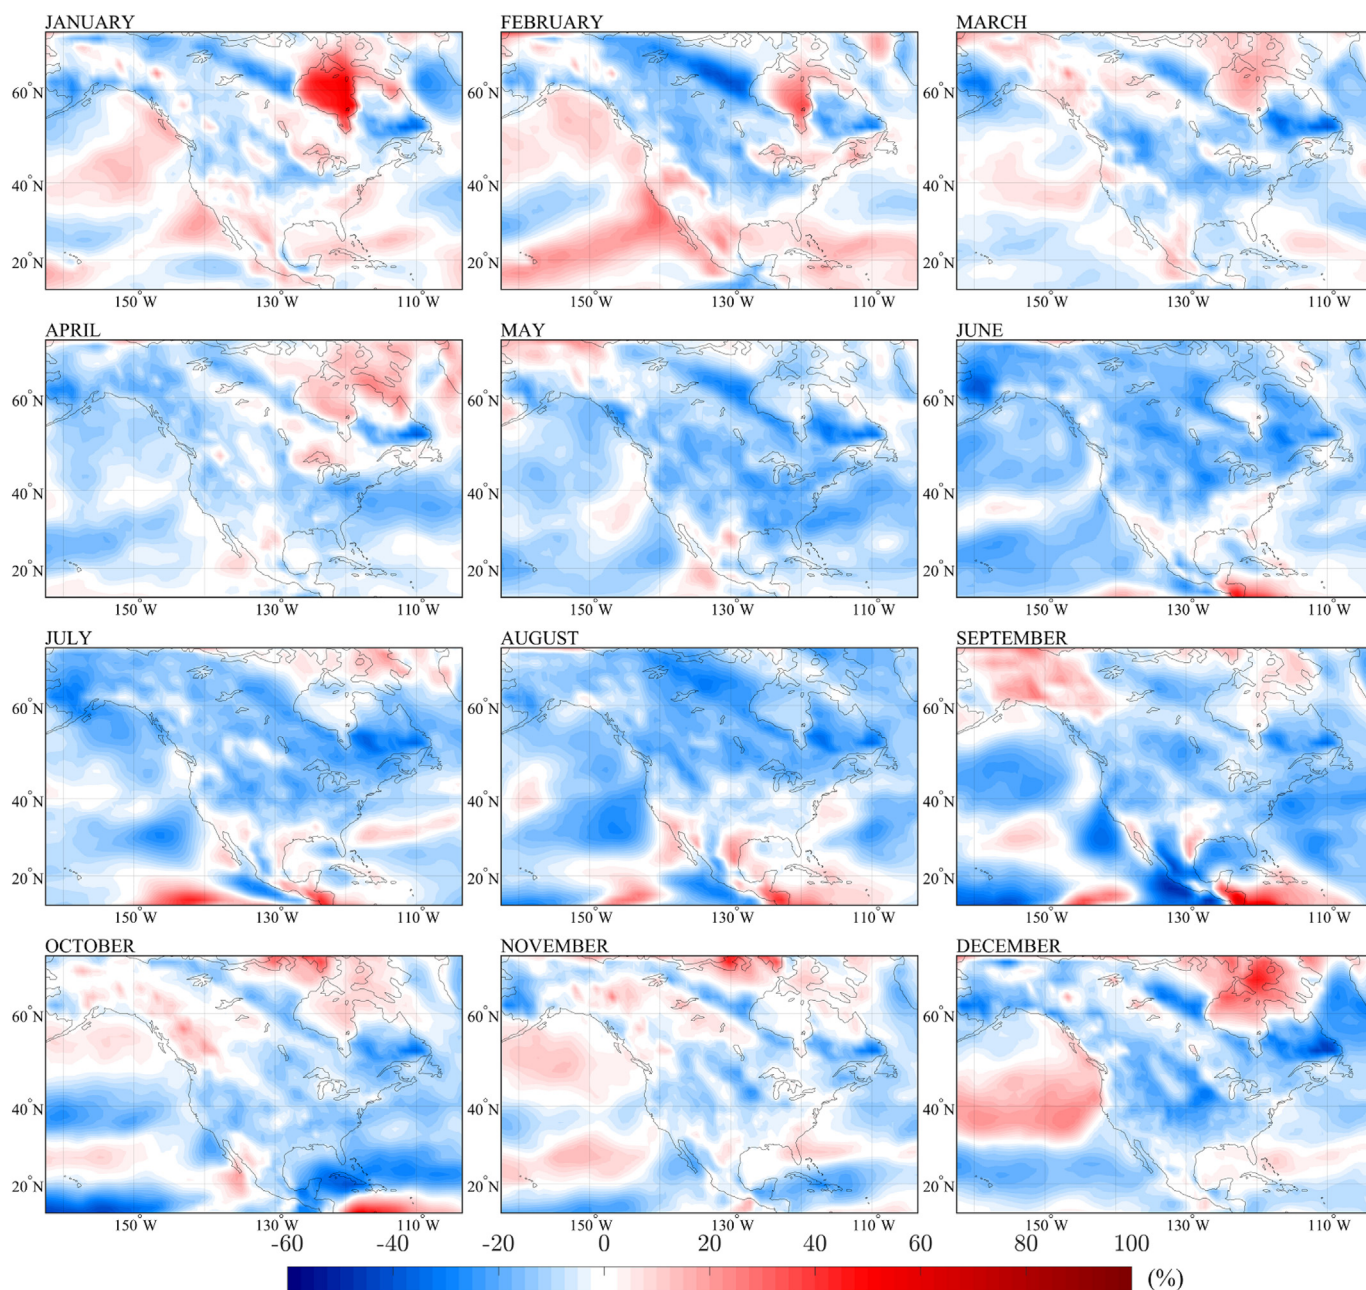 JANUARY FEBRUARY MARCH
60°N 60°N 60°N
40°N 40°N 40°N
20°N 20°N 20°N
150°W 130°W 110°W 150°W 130°W 110°W 150°W 130°W 110°W
APRIL MAY JUNE
60°N 60°N 60°N
40°N 40°N 40°N
20°N 20°N 20°N
150°W 130°W 110°W 150°W 130°W 110°W 150°W 130°W 110°W
JULY AUGUST SEPTEMBER
60°N 60°N 60°N
40°N 40°N 40°N
20°N 20°N 20°N
150°W 130°W 110°W 150°W 130°W 110°W 150°W 130°W 110°W
OCTOBER NOVEMBER DECEMBER
60°N 60°N 60°N
40°N 40°N 40°N
20°N 20°N 20°N
150°W 130°W 110°W 150°W 130°W 110°W 150°W 130°W 110°W
-60 -40 -20 0 20 40 60 80 100
(%)